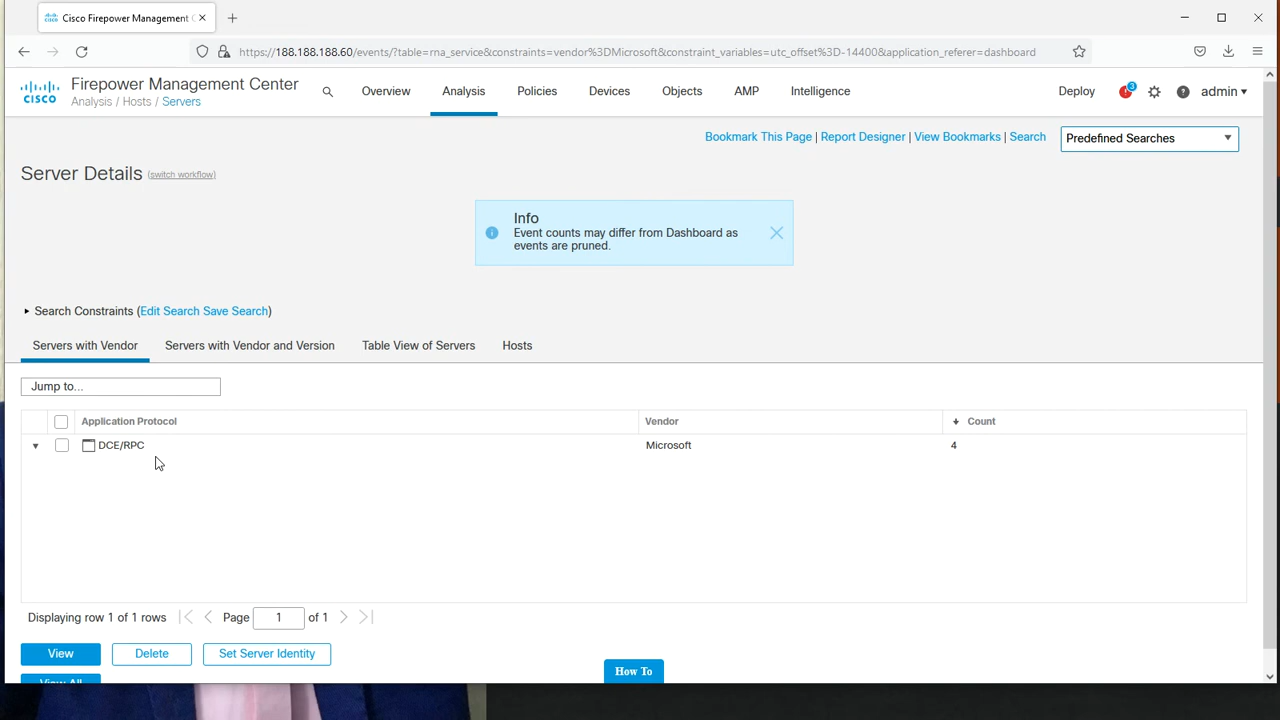 Cisco Firepower Management
https://188.188.188.60/events/?table=rna_service&constraints=vendor%3DMicrosoft&constraint_variables=utc_offset%3D-14400&application_referer=dashboard
CISCO
Firepower Management Center
Analysis / Hosts / Servers
Overview
Analysis
Policies
Devices
Objects
AMP
Intelligence
Deploy
3
admin
Bookmark This Page | Report Designer | View Bookmarks | Search
Predefined Searches
Server Details (switch workflow)
Info
Event counts may differ from Dashboard as
events are pruned.
Search Constraints (Edit Search Save Search)
Servers with Vendor
Servers with Vendor and Version
Table View of Servers
Hosts
Jump to...
Application Protocol
Vendor
Count
DCE/RPC
Microsoft
4
Displaying row 1 of 1 rows
Page 1 of 1
View
Delete
Set Server Identity
How To
View All